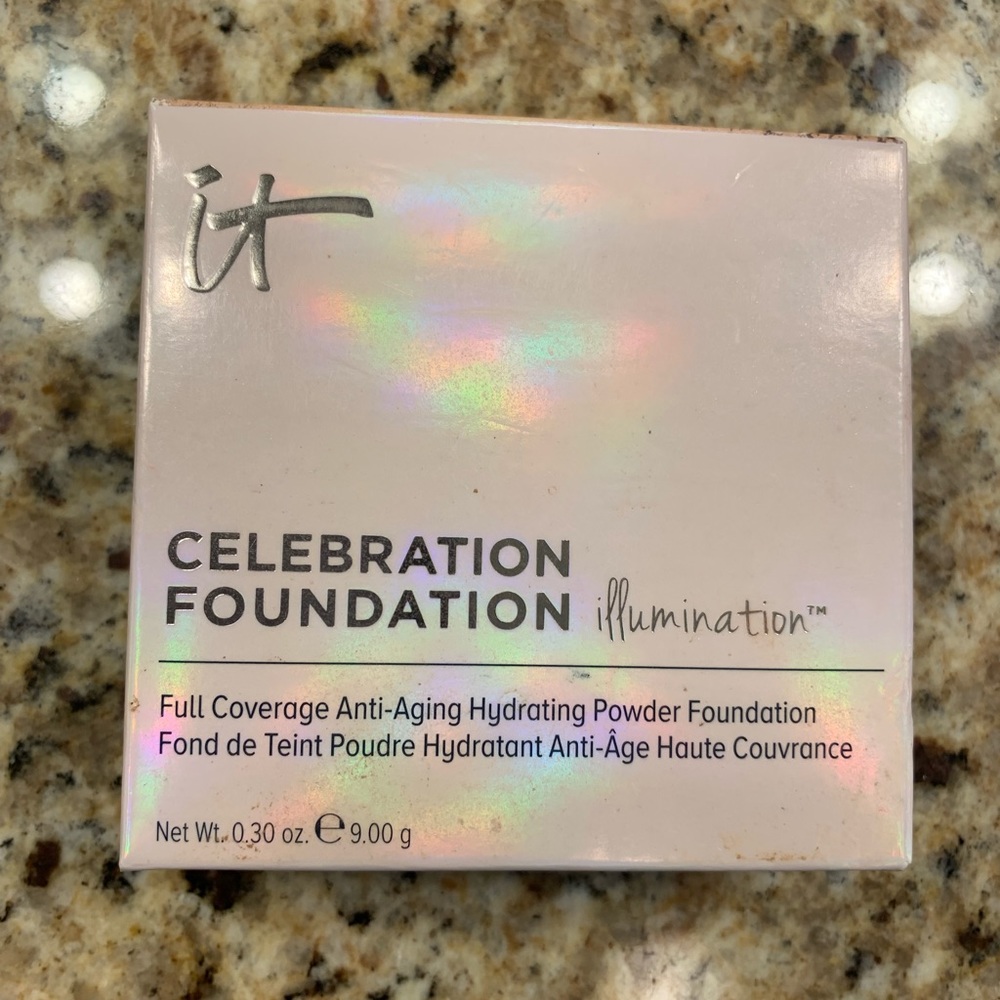 it
CELEBRATION
FOUNDATION illumination™
Full Coverage Anti-Aging Hydrating Powder Foundation
Fond de Teint Poudre Hydratant Anti-Âge Haute Couvrance
Net Wt. 0.30 oz. ℮ 9.00 g